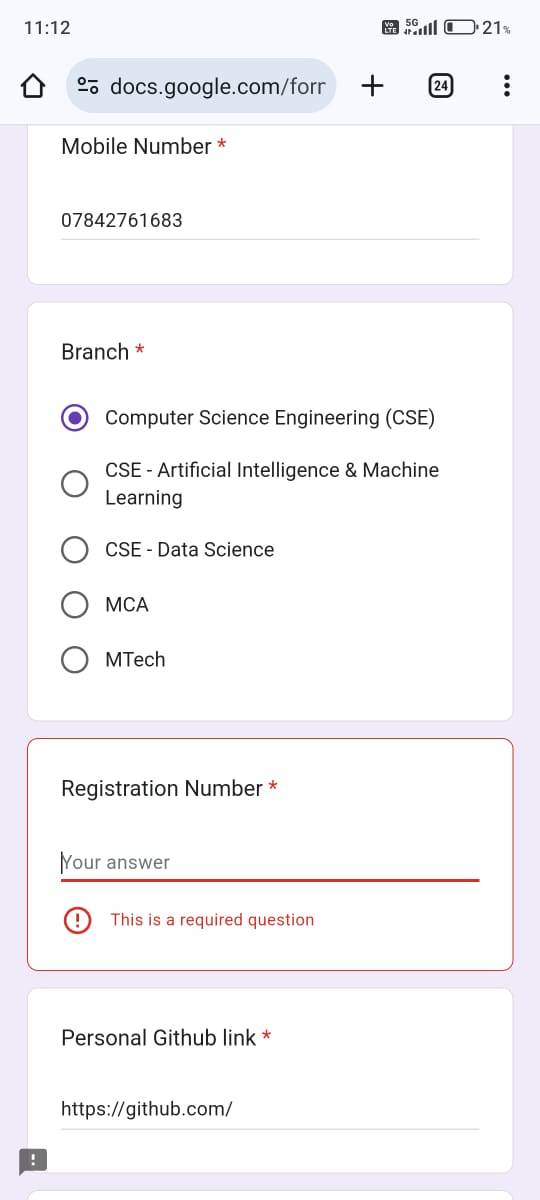 11:12
Vo LTE 5G 21%
docs.google.com/forr
24
Mobile Number *
07842761683
Branch *
Computer Science Engineering (CSE)
CSE - Artificial Intelligence & Machine
Learning
CSE - Data Science
MCA
MTech
Registration Number *
Your answer
This is a required question
Personal Github link *
https://github.com/